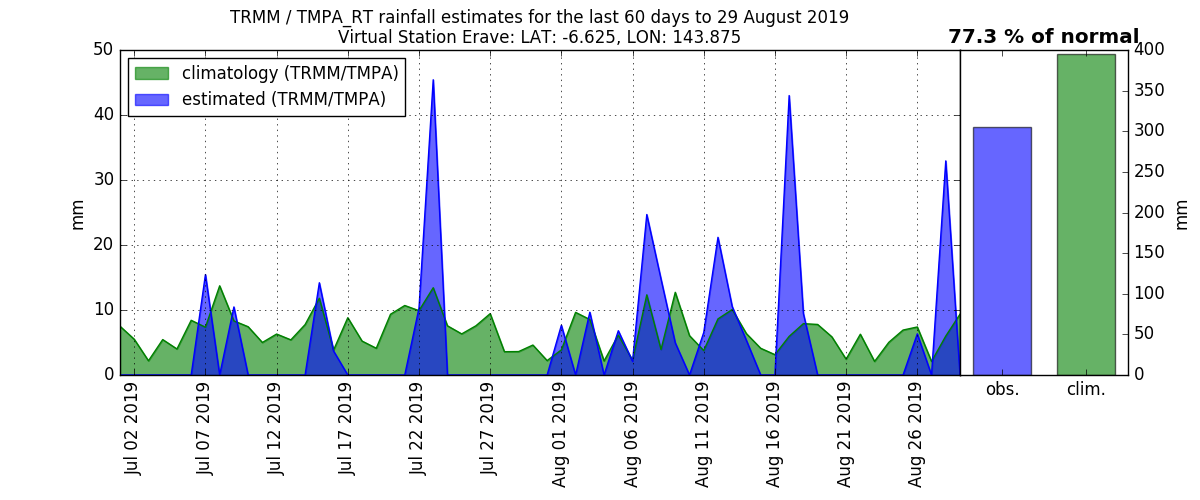 TRMM / TMPA_RT rainfall estimates for the last 60 days to 29 August 2019
Virtual Station Erave: LAT: -6.625, LON: 143.875
77.3 % of normal
climatology (TRMM/TMPA)
estimated (TRMM/TMPA)
mm
50
40
30
20
10
0
Jul 02 2019
Jul 07 2019
Jul 12 2019
Jul 17 2019
Jul 22 2019
Jul 27 2019
Aug 01 2019
Aug 06 2019
Aug 11 2019
Aug 16 2019
Aug 21 2019
Aug 26 2019
obs.
clim.
400
350
300
250
200
150
100
50
0
mm